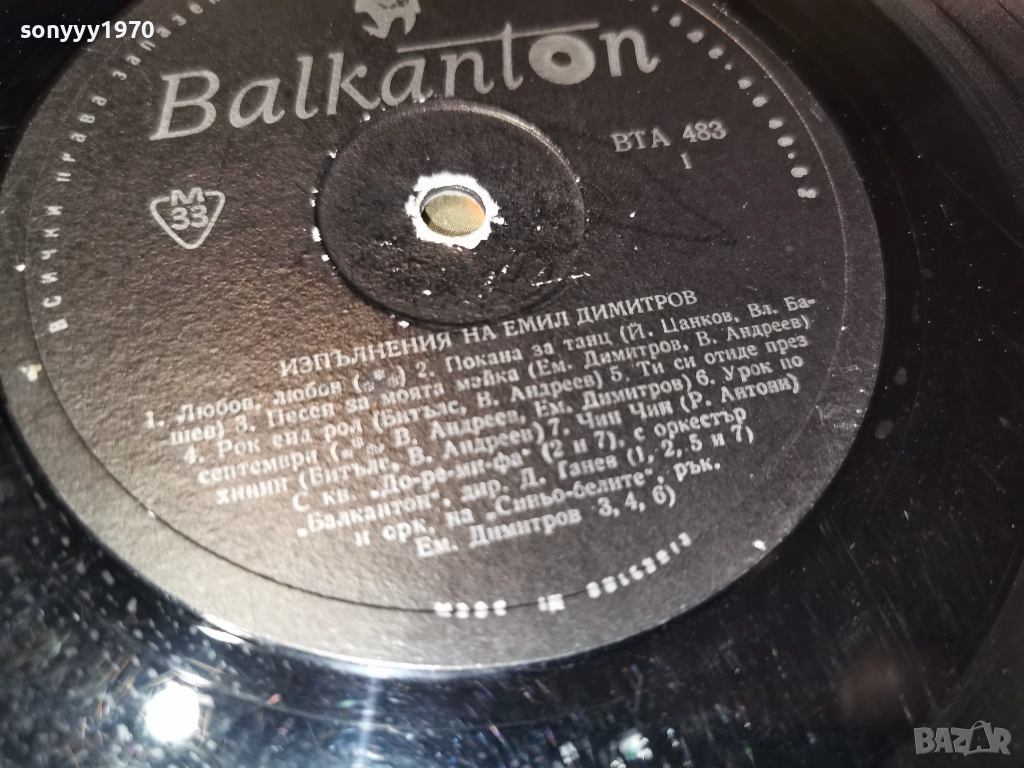 sonyyy1970
Balkanton
ВСИЧКИ ПРАВА
ВТА 483
1
М
33
ИЗПЪЛНЕНИЯ НА ЕМИЛ ДИМИТРОВ
1. Любов, любов (***) 2. Покана за танц (Й. Цанков, Вл. Ба-
шев) 3. Песен за моята майка (Ем. Димитров, В. Андреев)
4. Рок енд рол (Битълс, В. Андреев) 5. Ти си отиде през
септември (*** В. Андреев, Ем. Димитров) 6. Урок по
хинин (Битълс, В. Андреев) 7. Чин Чин (Р. Антони)
С кв. „До-ре-ми-фа“ (2 и 7), с оркестър
„Балкантон“, дир. Д. Ганев (1, 2, 5 и 7)
и орк. на „Синьо-белите“, рък.
Ем. Димитров 3, 4, 6)
BAZAR